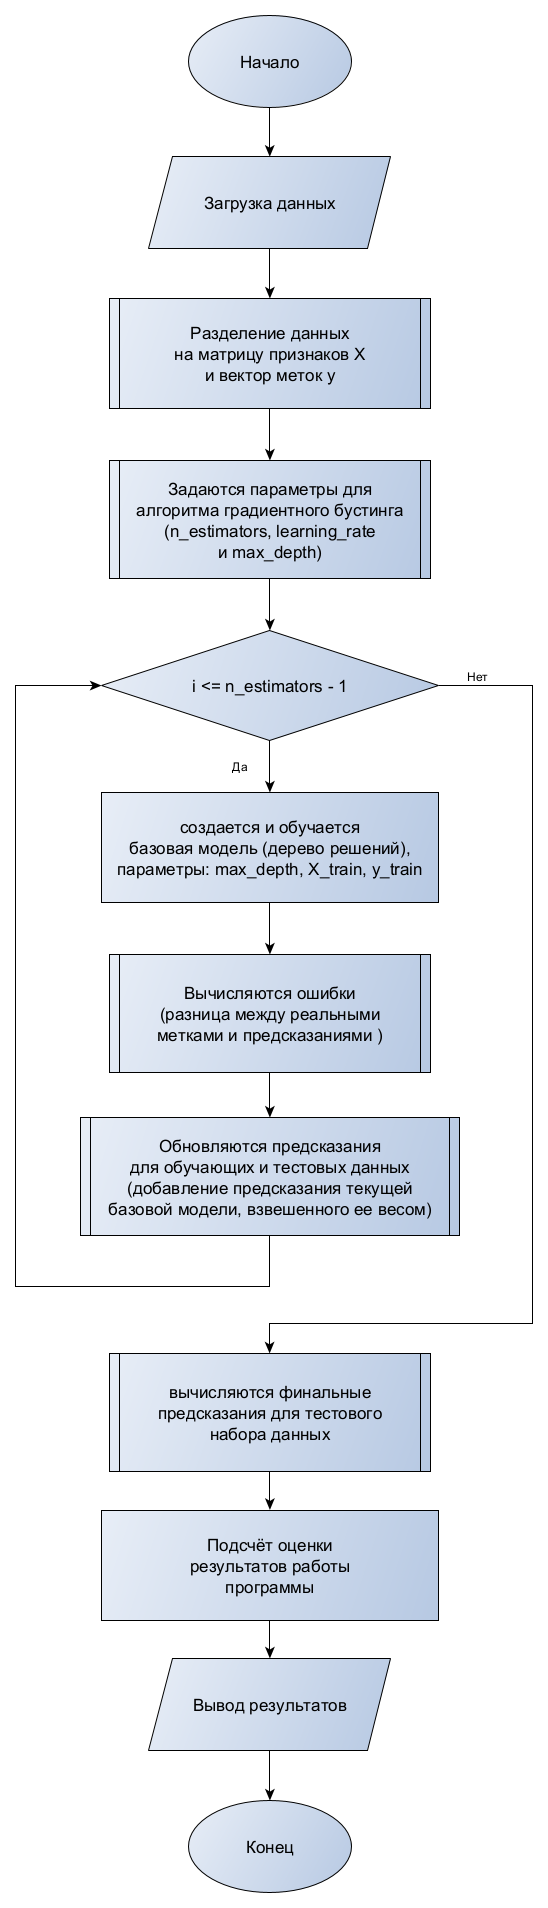 Начало
Загрузка данных
Разделение данных
на матрицу признаков X
и вектор меток y
Задаются параметры для
алгоритма градиентного бустинга
(n_estimators, learning_rate
и max_depth)
i <= n_estimators - 1
Нет
Да
создается и обучается
базовая модель (дерево решений),
параметры: max_depth, X_train, y_train
Вычисляются ошибки
(разница между реальными
метками и предсказаниями )
Обновляются предсказания
для обучающих и тестовых данных
(добавление предсказания текущей
базовой модели, взвешенного ее весом)
вычисляются финальные
предсказания для тестового
набора данных
Подсчёт оценки
результатов работы
программы
Вывод результатов
Конец